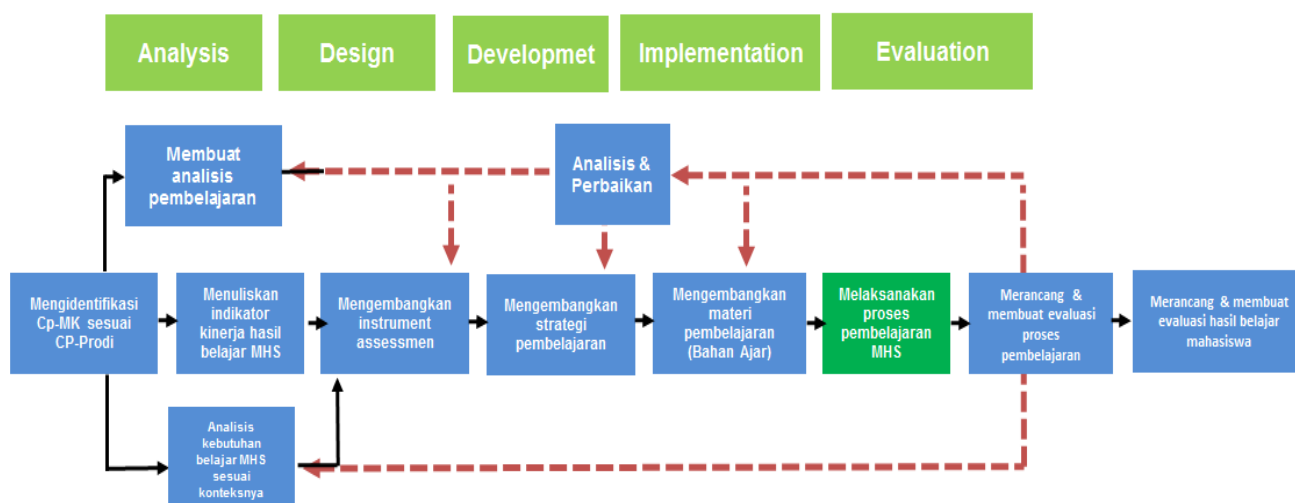 Analysis
Design
Developmet
Implementation
Evaluation
Membuat
analisis
pembelajaran
Analisis &
Perbaikan
Mengidentifikasi
Cp-MK sesuai
CP-Prodi
Menuliskan
indikator
kinerja hasil
belajar MHS
Mengembangkan
instrument
assessmen
Mengembangkan
strategi
pembelajaran
Mengembangkan
materi
pembelajaran
(Bahan Ajar)
Melaksanakan
proses
pembelajaran
MHS
Merancang &
membuat evaluasi
proses
pembelajaran
Merancang & membuat
evaluasi hasil belajar
mahasiswa
Analisis
kebutuhan
belajar MHS
sesuai
konteksnya